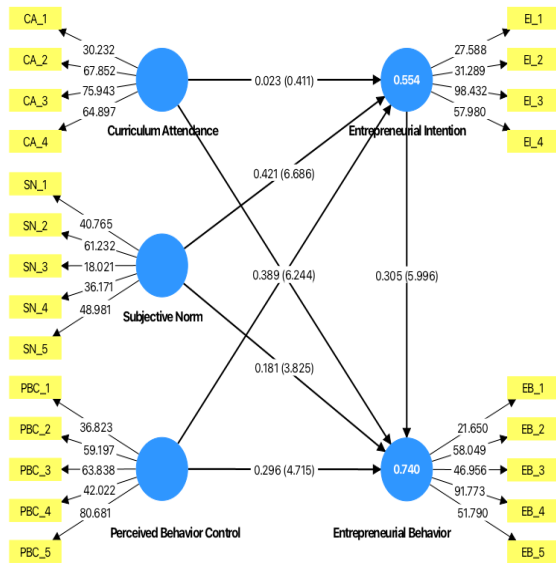 CA_1
CA_2
CA_3
CA_4
30.232
67.852
75.943
64.897
Curriculum Attendance
0.023 (0.411)
EI_1
EI_2
EI_3
EI_4
27.588
31.289
98.432
57.980
0.554
Entrepreneurial Intention
0.421 (6.686)
SN_1
SN_2
SN_3
SN_4
SN_5
40.765
61.232
18.021
36.171
48.981
Subjective Norm
0.389 (6.244)
0.305 (5.996)
0.181 (3.825)
PBC_1
PBC_2
PBC_3
PBC_4
PBC_5
36.823
59.197
63.838
42.022
80.681
Perceived Behavior Control
0.296 (4.715)
0.740
Entrepreneurial Behavior
21.650
58.049
46.956
91.773
51.790
EB_1
EB_2
EB_3
EB_4
EB_5